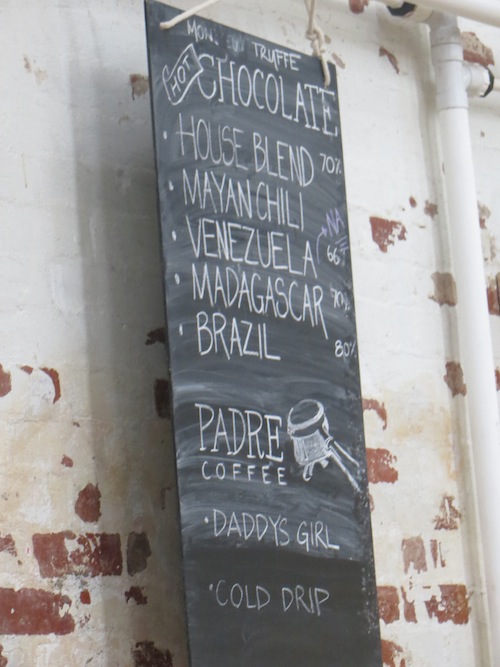 MON TRUFFE
HOT
CHOCOLATE
• HOUSE BLEND 70%
• MAYAN CHILI
• VENEZUELA 66%
• MADAGASCAR 70%
• BRAZIL 80%
PADRE
COFFEE
• DADDYS GIRL
• COLD DRIP